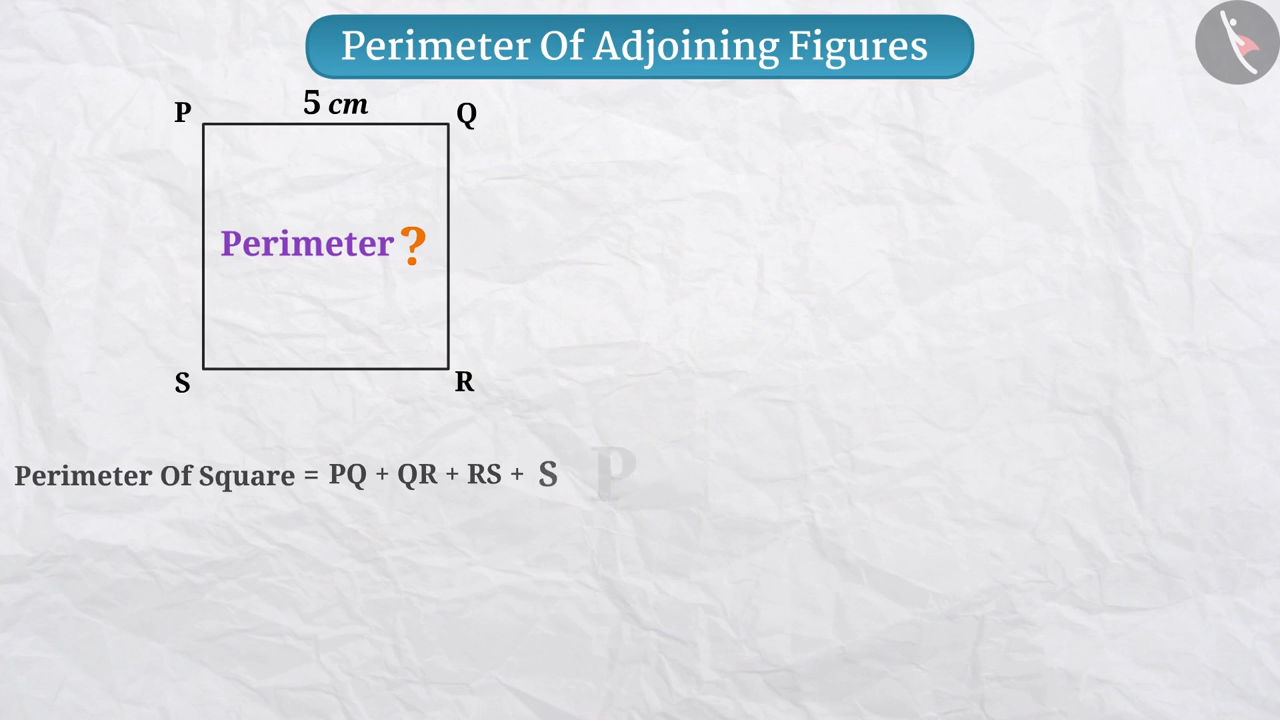 Perimeter Of Adjoining Figures
5 cm
P
Q
Perimeter ?
S
R
Perimeter Of Square = PQ + QR + RS + S P